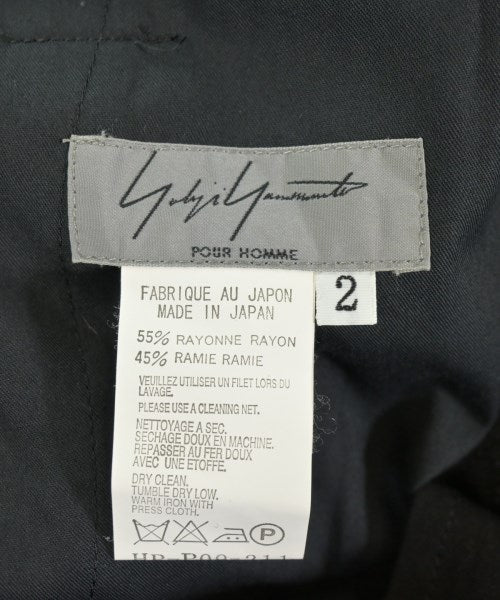 Yohji Yamamoto
POUR HOMME
2
FABRIQUE AU JAPON
MADE IN JAPAN
55% RAYONNE RAYON
45% RAMIE RAMIE
VEUILLEZ UTILISER UN FILET LORS DU
LAVAGE.
PLEASE USE A CLEANING NET.
NETTOYAGE A SEC.
SECHAGE DOUX EN MACHINE.
REPASSER AU FER DOUX
AVEC UNE ETOFFE.
DRY CLEAN.
TUMBLE DRY LOW.
WARM IRON WITH
PRESS CLOTH.
P